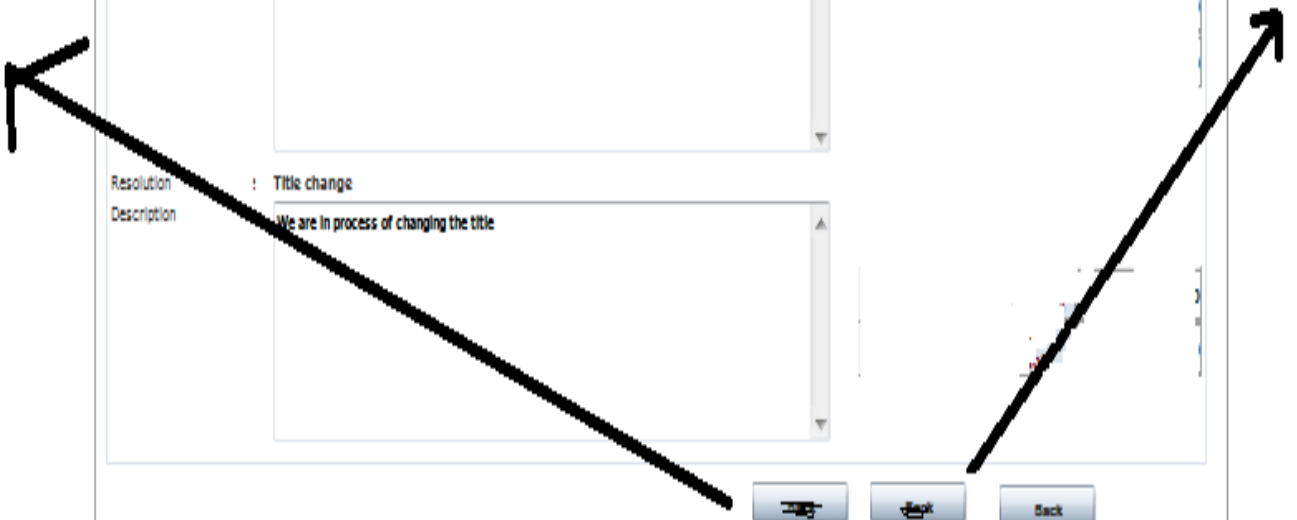 Resolution : Title change
Description
We are in process of changing the title
Back